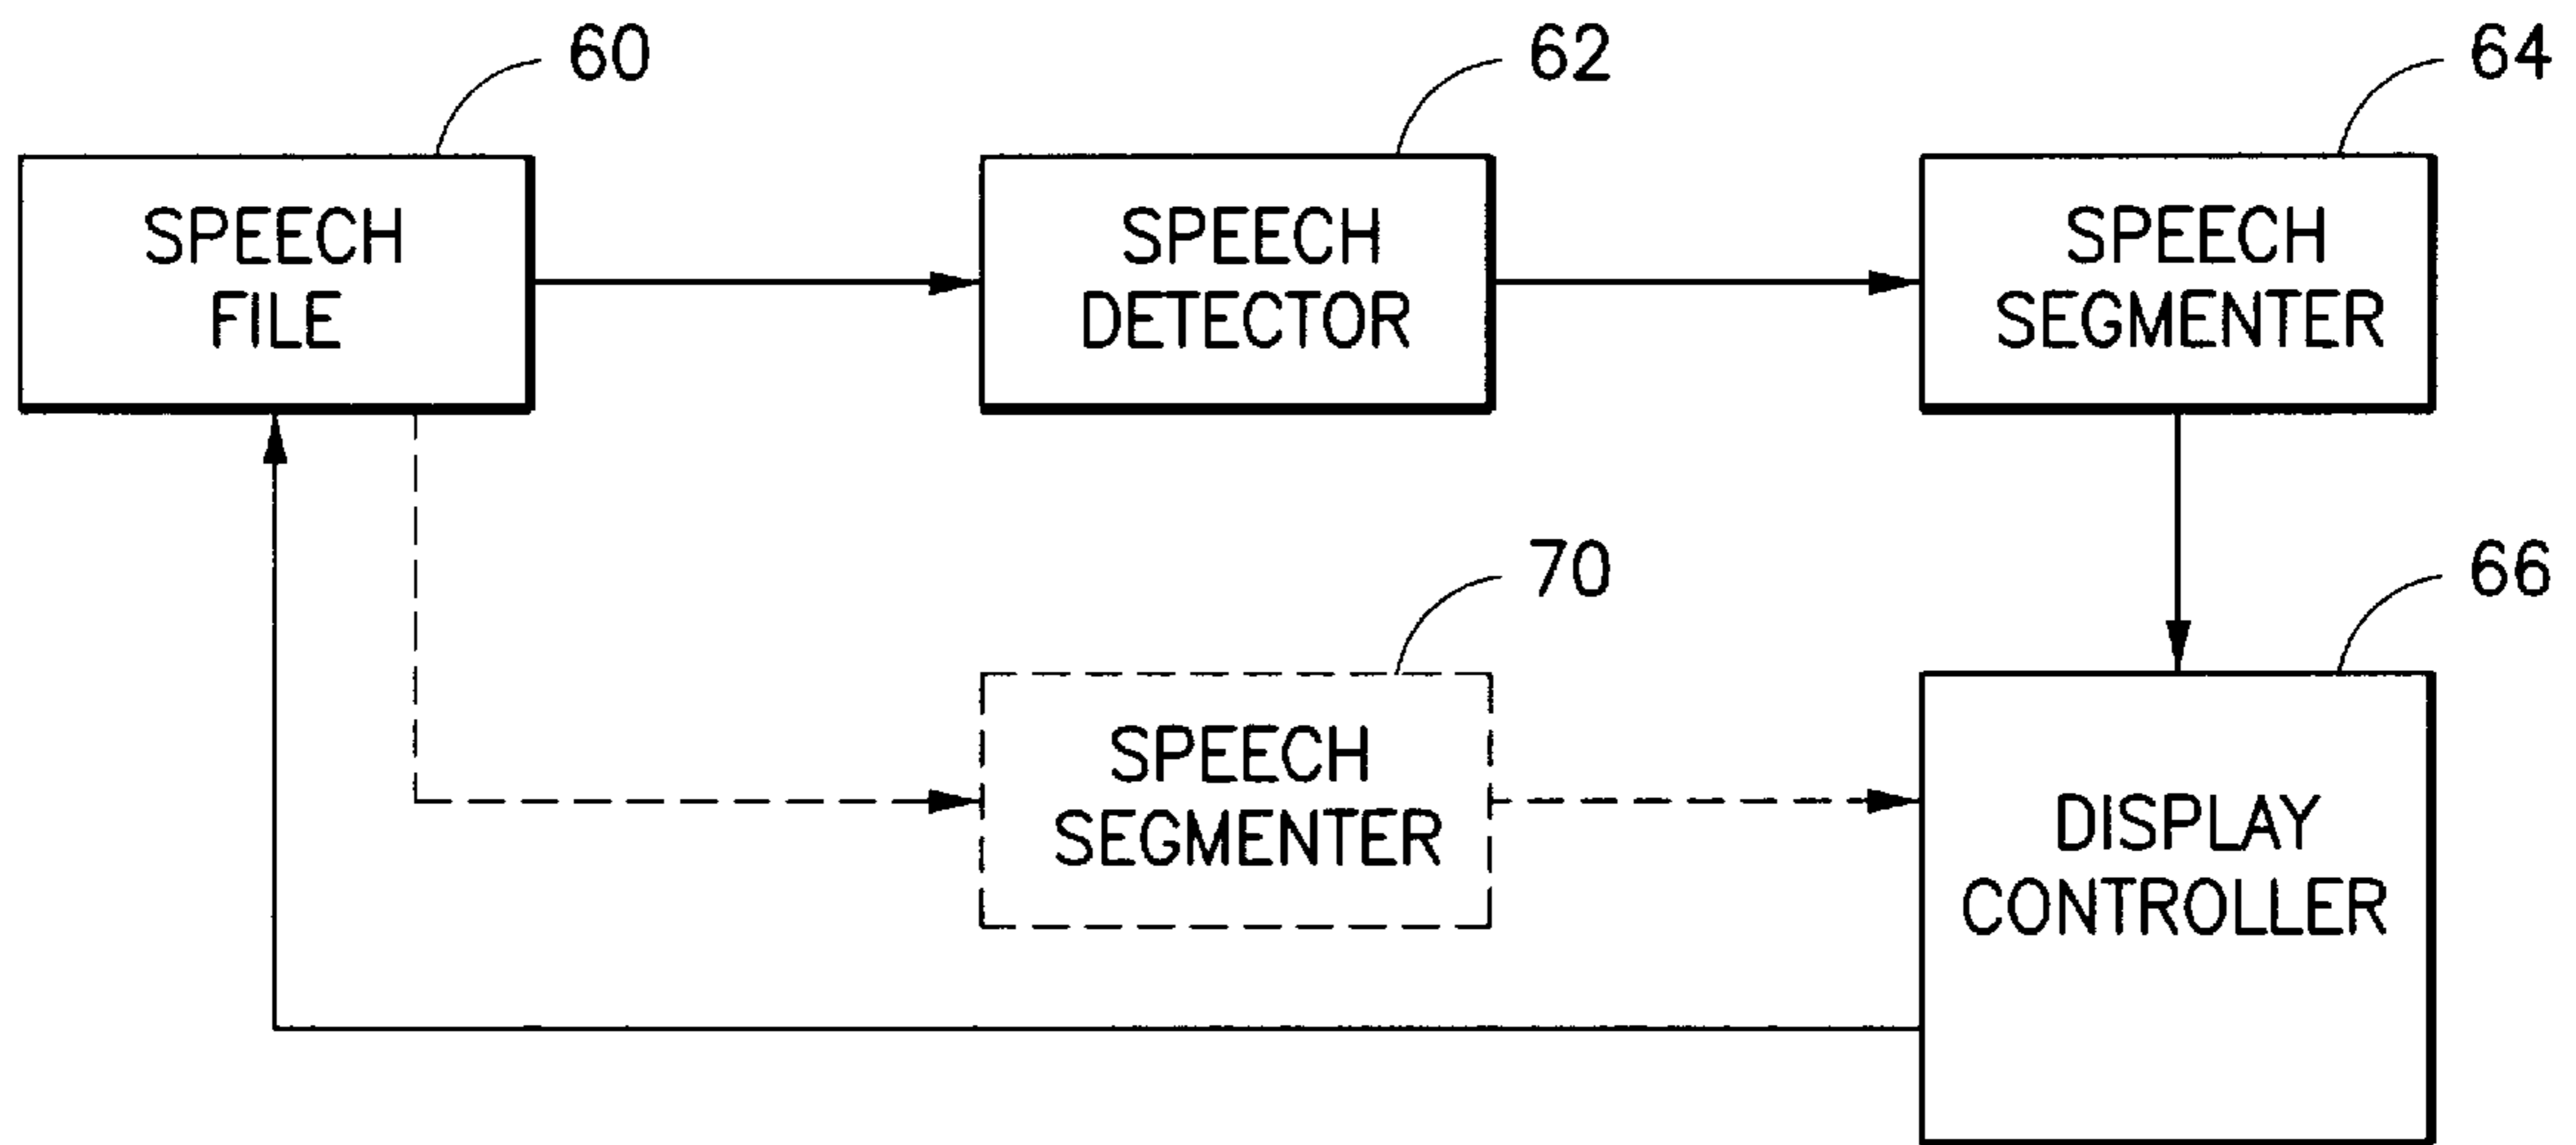 60
62
64
SPEECH
FILE
SPEECH
DETECTOR
SPEECH
SEGMENTER
70
66
SPEECH
SEGMENTER
DISPLAY
CONTROLLER